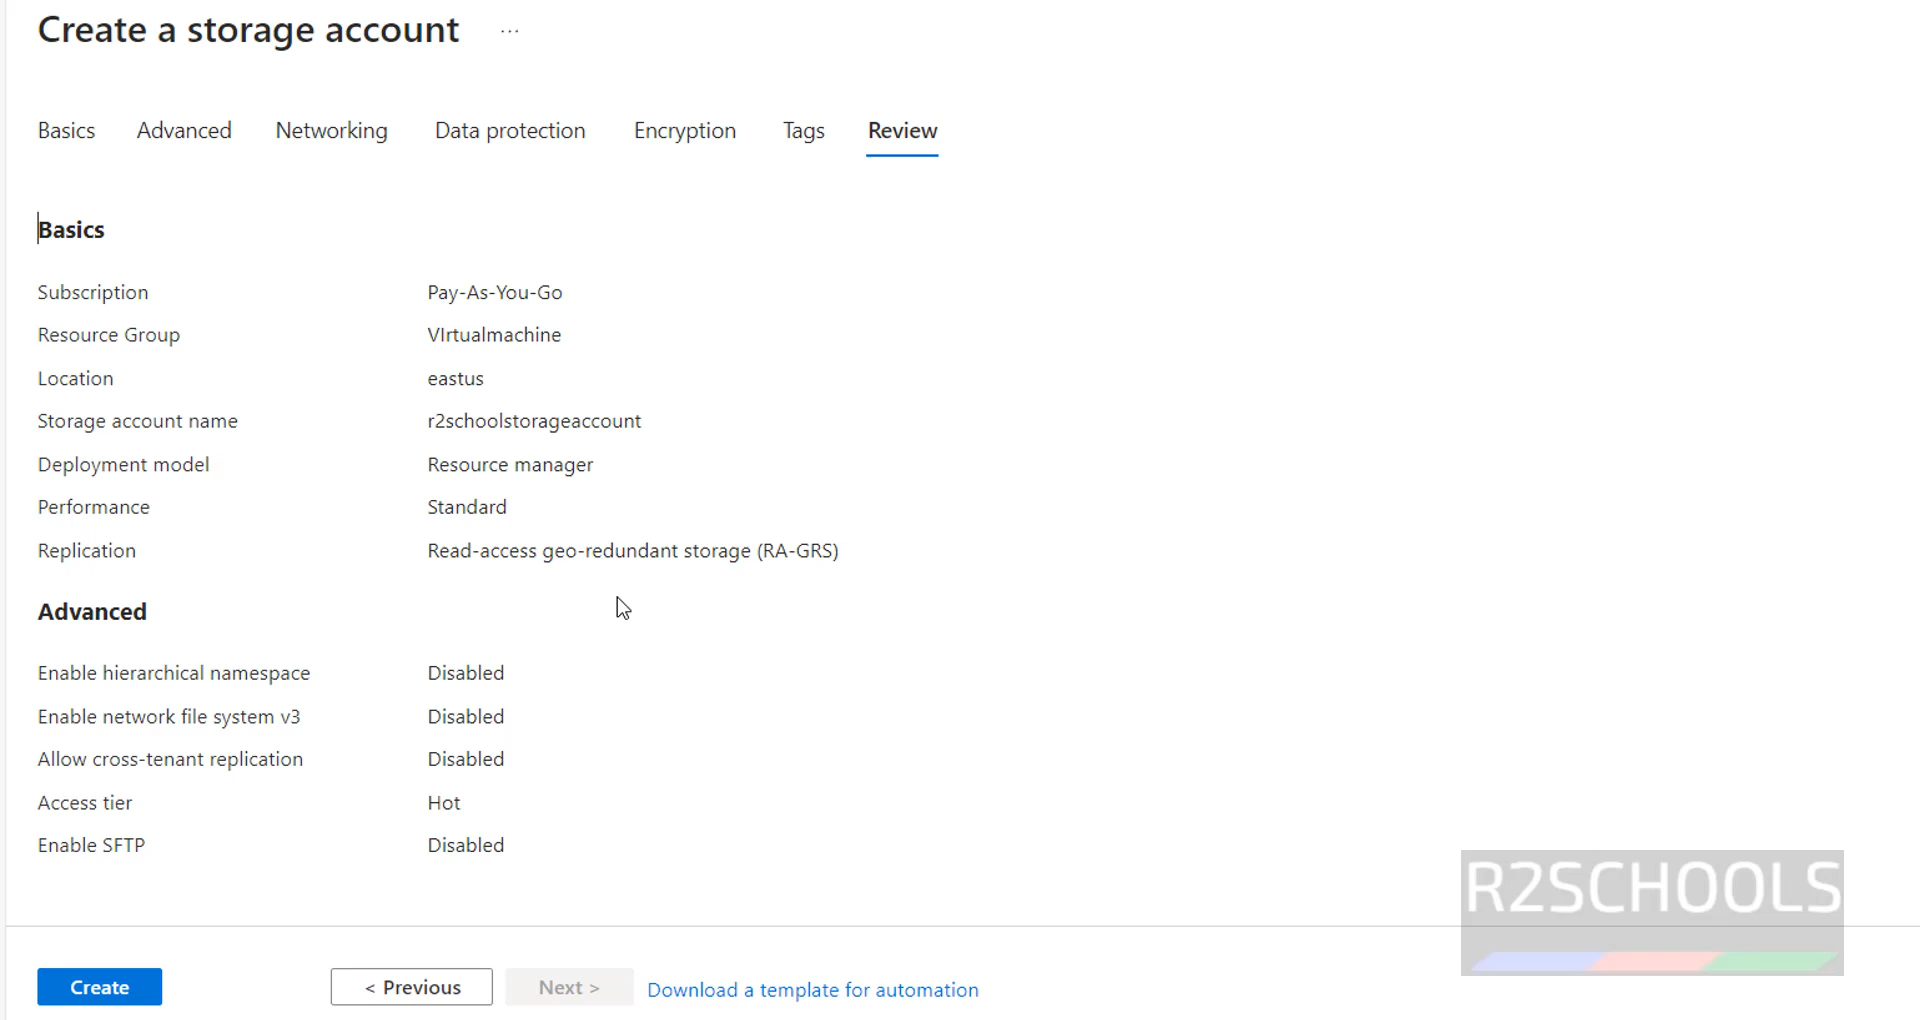 Create a storage account ...
Basics Advanced Networking Data protection Encryption Tags Review
Basics
Subscription Pay-As-You-Go
Resource Group VIrtualmachine
Location eastus
Storage account name r2schoolstorageaccount
Deployment model Resource manager
Performance Standard
Replication Read-access geo-redundant storage (RA-GRS)
Advanced
Enable hierarchical namespace Disabled
Enable network file system v3 Disabled
Allow cross-tenant replication Disabled
Access tier Hot
Enable SFTP Disabled
R2SCHOOLS
Create < Previous Next > Download a template for automation